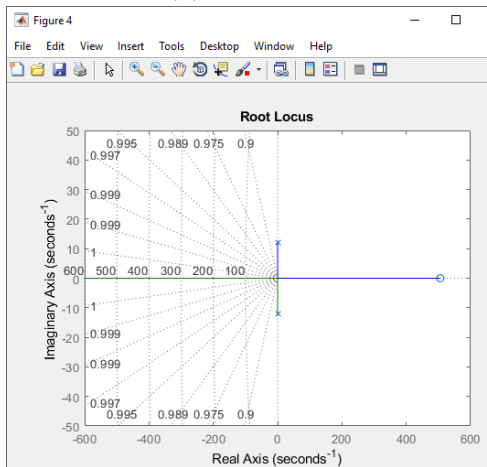 Figure 4
File Edit View Insert Tools Desktop Window Help
Root Locus
50
40
30
20
10
0
-10
-20
-30
-40
-50
Imaginary Axis (seconds-1)
0.995 0.989 0.975 0.9
0.997
0.999
0.999
1
600 500 400 300 200 100
1
0.999
0.999
0.997
0.995 0.989 0.975 0.9
-600 -400 -200 0 200 400 600
Real Axis (seconds-1)